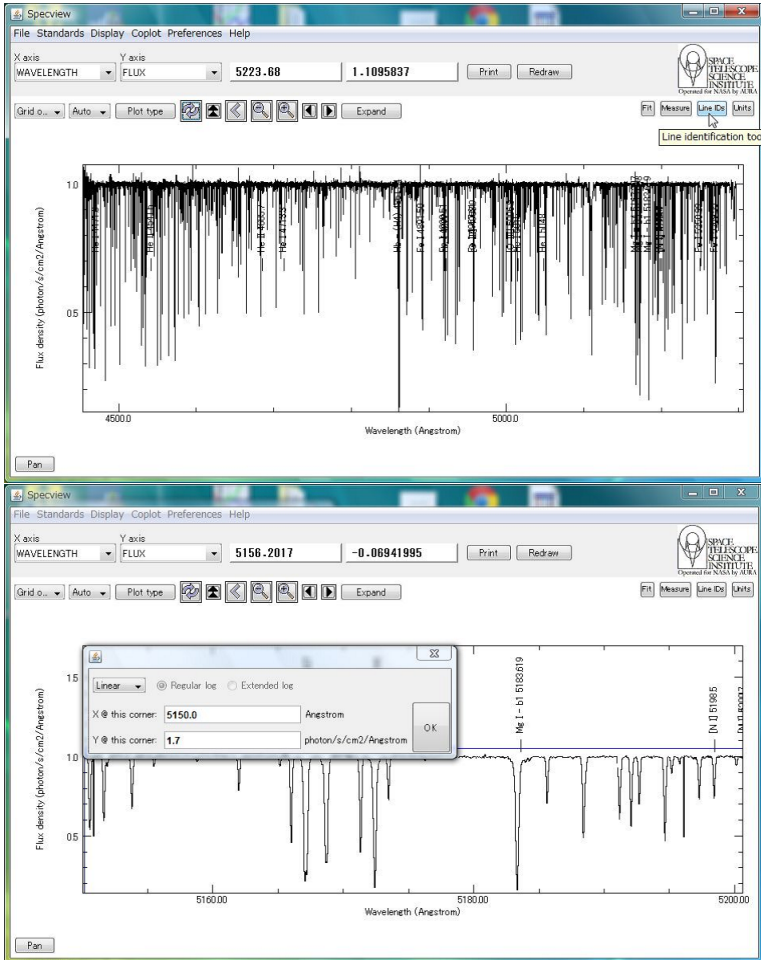 Specview
File Standards Display Coplot Preferences Help
X axis Y axis
WAVELENGTH FLUX 5223.68 1.1095837 Print Redraw
SPACE
TELESCOPE
SCIENCE
INSTITUTE
Operated for NASA by AURA
Grid o... Auto Plot type Expand Fit Measure Line IDs Units
Line identification too
1.0
0.5
Flux density (photon/s/cm2/Angstrom)
4500.0 5000.0
Wavelength (Angstrom)
Pan
Specview
File Standards Display Coplot Preferences Help
X axis Y axis
WAVELENGTH FLUX 5156.2017 -0.06941995 Print Redraw
SPACE
TELESCOPE
SCIENCE
INSTITUTE
Operated for NASA by AURA
Grid o... Auto Plot type Expand Fit Measure Line IDs Units
Linear Regular log Extended log
X @ this corner: 5150.0 Angstrom
Y @ this corner: 1.7 photon/s/cm2/Angstrom
OK
1.5
1.0
0.5
Flux density (photon/s/cm2/Angstrom)
Mg I - b1 5183.619
[N I] 5198.5
5160.00 5180.00 5200.00
Wavelength (Angstrom)
Pan